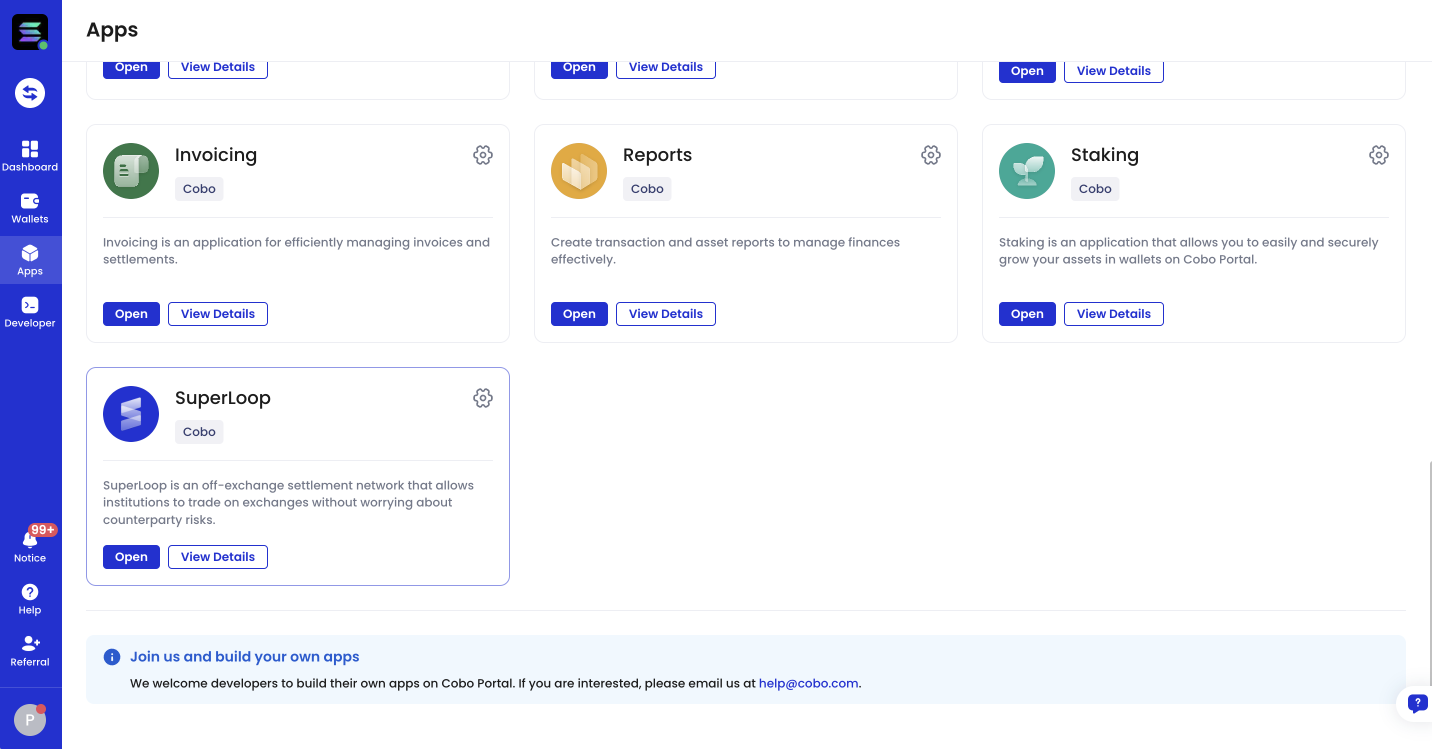 Apps
Open
View Details
Open
View Details
Open
View Details
Dashboard
Wallets
Apps
Developer
Invoicing
Cobo
Invoicing is an application for efficiently managing invoices and
settlements.
Open
View Details
Reports
Cobo
Create transaction and asset reports to manage finances
effectively.
Open
View Details
Staking
Cobo
Staking is an application that allows you to easily and securely
grow your assets in wallets on Cobo Portal.
Open
View Details
SuperLoop
Cobo
SuperLoop is an off-exchange settlement network that allows
institutions to trade on exchanges without worrying about
counterparty risks.
Open
View Details
99+
Notice
Help
Referral
P
Join us and build your own apps
We welcome developers to build their own apps on Cobo Portal. If you are interested, please email us at help@cobo.com.